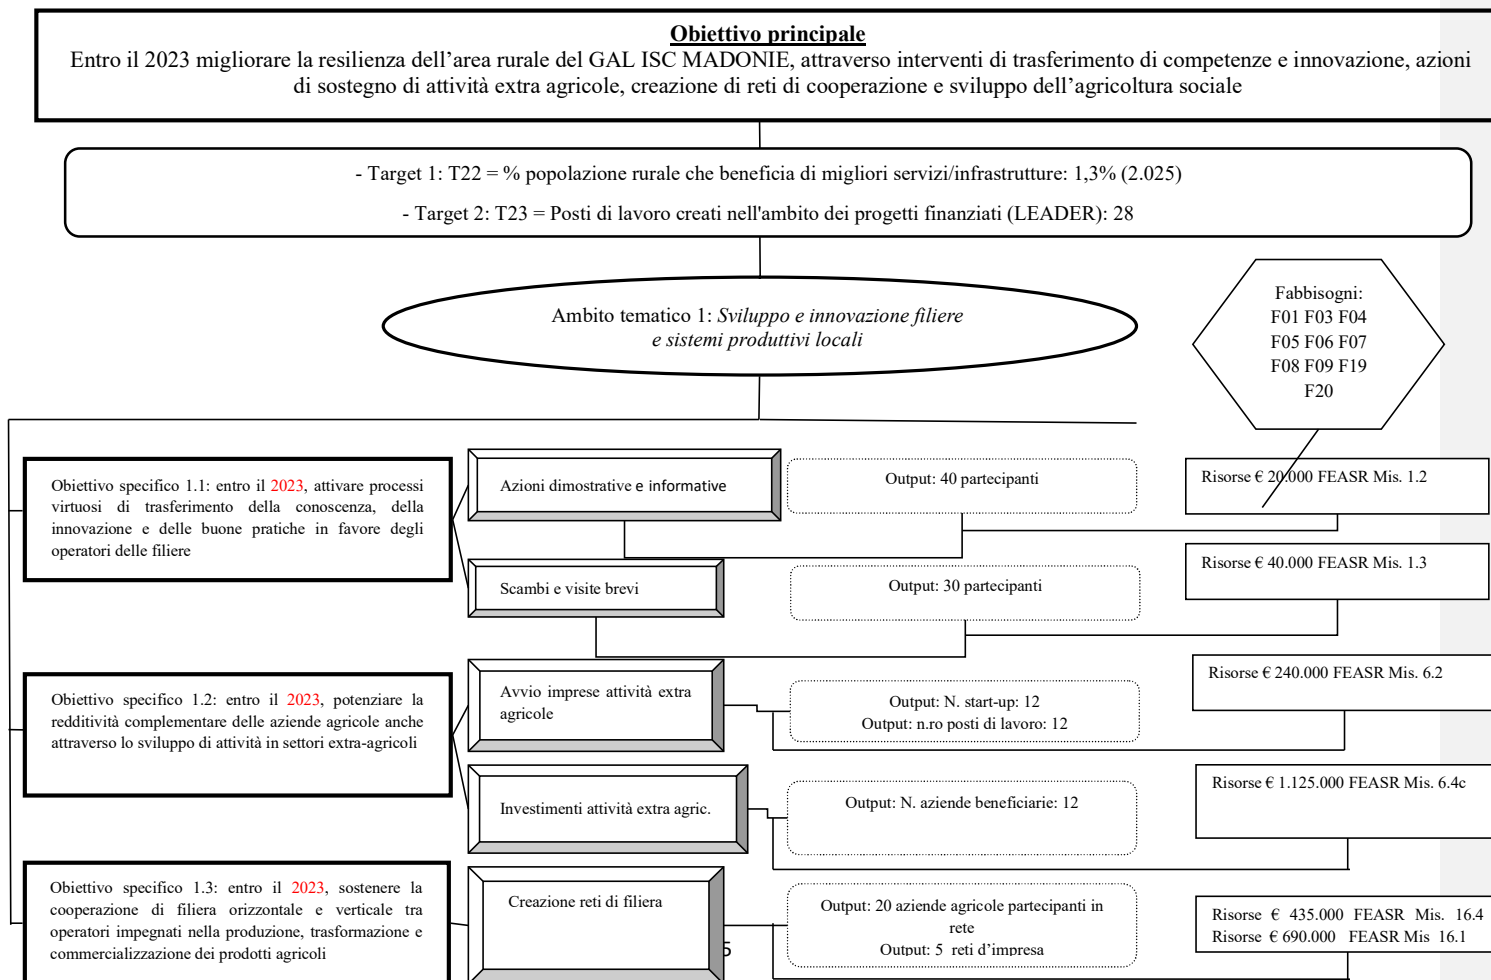 Obiettivo principale
Entro il 2023 migliorare la resilienza dell'area rurale del GAL ISC MADONIE, attraverso interventi di trasferimento di competenze e innovazione, azioni
di sostegno di attività extra agricole, creazione di reti di cooperazione e sviluppo dell'agricoltura sociale
- Target 1: T22 = % popolazione rurale che beneficia di migliori servizi/infrastrutture: 1,3% (2.025)
- Target 2: T23 = Posti di lavoro creati nell'ambito dei progetti finanziati (LEADER): 28
Ambito tematico 1: Sviluppo e innovazione filiere
e sistemi produttivi locali
Fabbisogni:
F01 F03 F04
F05 F06 F07
F08 F09 F19
F20
Obiettivo specifico 1.1: entro il 2023, attivare processi
virtuosi di trasferimento della conoscenza, della
innovazione e delle buone pratiche in favore degli
operatori delle filiere
Azioni dimostrative e informative
Output: 40 partecipanti
Risorse € 20.000 FEASR Mis. 1.2
Scambi e visite brevi
Output: 30 partecipanti
Risorse € 40.000 FEASR Mis. 1.3
Obiettivo specifico 1.2: entro il 2023, potenziare la
redditività complementare delle aziende agricole anche
attraverso lo sviluppo di attività in settori extra-agricoli
Avvio imprese attività extra
agricole
Output: N. start-up: 12
Output: n.ro posti di lavoro: 12
Risorse € 240.000 FEASR Mis. 6.2
Investimenti attività extra agric.
Output: N. aziende beneficiarie: 12
Risorse € 1.125.000 FEASR Mis. 6.4c
Obiettivo specifico 1.3: entro il 2023, sostenere la
cooperazione di filiera orizzontale e verticale tra
operatori impegnati nella produzione, trasformazione e
commercializzazione dei prodotti agricoli
Creazione reti di filiera
Output: 20 aziende agricole partecipanti in
rete
Output: 5 reti d'impresa
Risorse € 435.000 FEASR Mis. 16.4
Risorse € 690.000 FEASR Mis 16.1
5